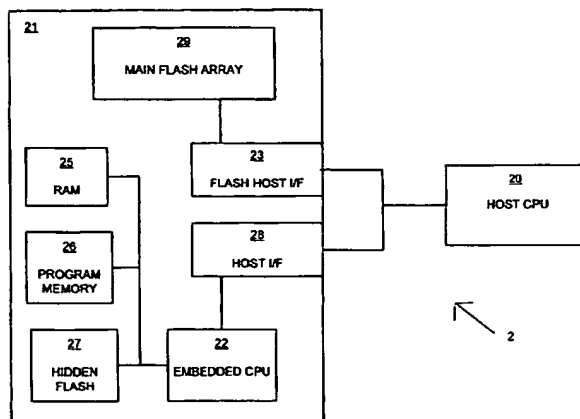 21
29
MAIN FLASH ARRAY
25
RAM
23
FLASH HOST I/F
20
HOST CPU
28
HOST I/F
26
PROGRAM
MEMORY
27
HIDDEN
FLASH
22
EMBEDDED CPU
2